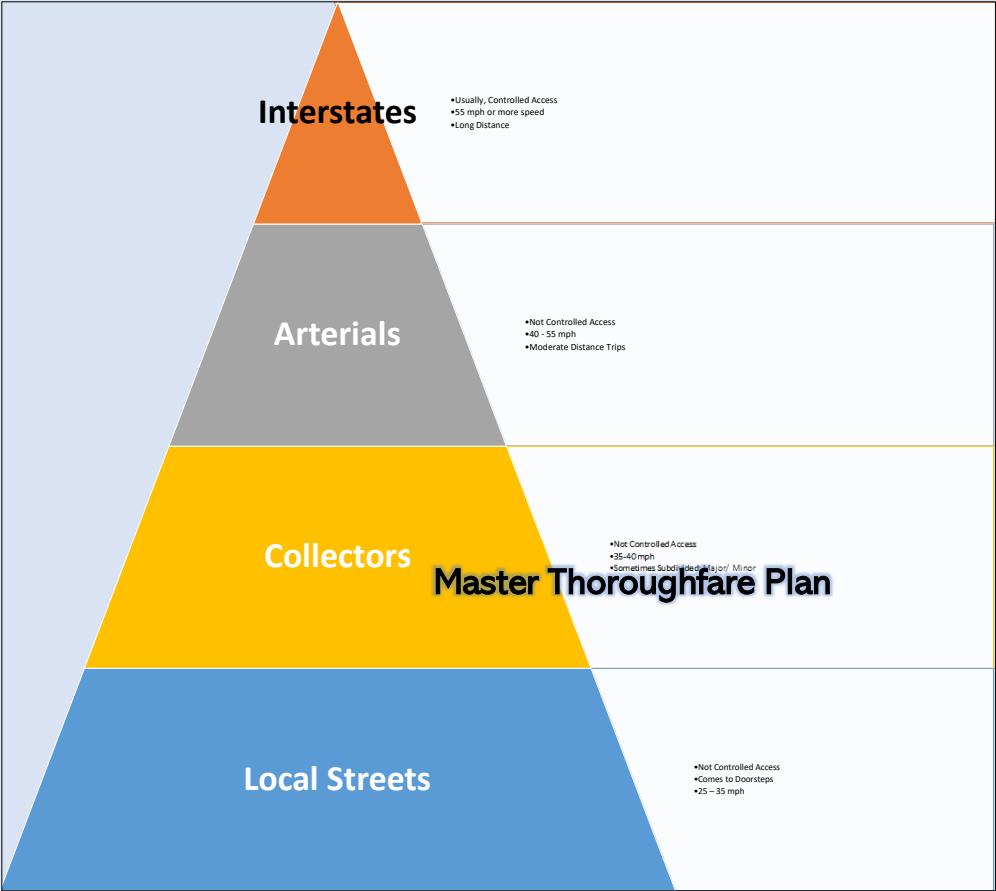 Interstates
•Usually, Controlled Access
•55 mph or more speed
•Long Distance
Arterials
•Not Controlled Access
•40 - 55 mph
•Moderate Distance Trips
Collectors
•Not Controlled Access
•35-40 mph
•Sometimes Subdivided: Major/ Minor
Master Thoroughfare Plan
Local Streets
•Not Controlled Access
•Comes to Doorsteps
•25 – 35 mph